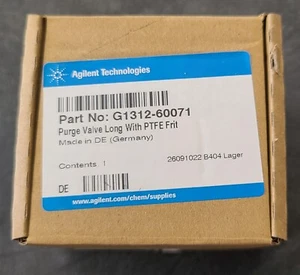 Agilent Technologies
Part No: G1312-60071
Purge Valve Long With PTFE Frit
Made in DE (Germany)
Contents: 1
26091022 B404 Lager
DE
www.agilent.com/chem/supplies